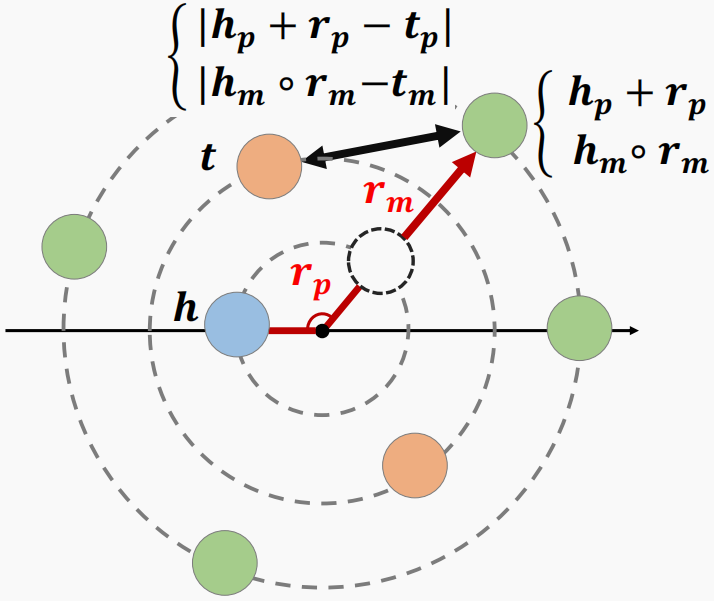 |h_p + r_p − t_p|
|h_m ∘ r_m − t_m|
h_p + r_p
h_m ∘ r_m
t
r_m
r_p
h